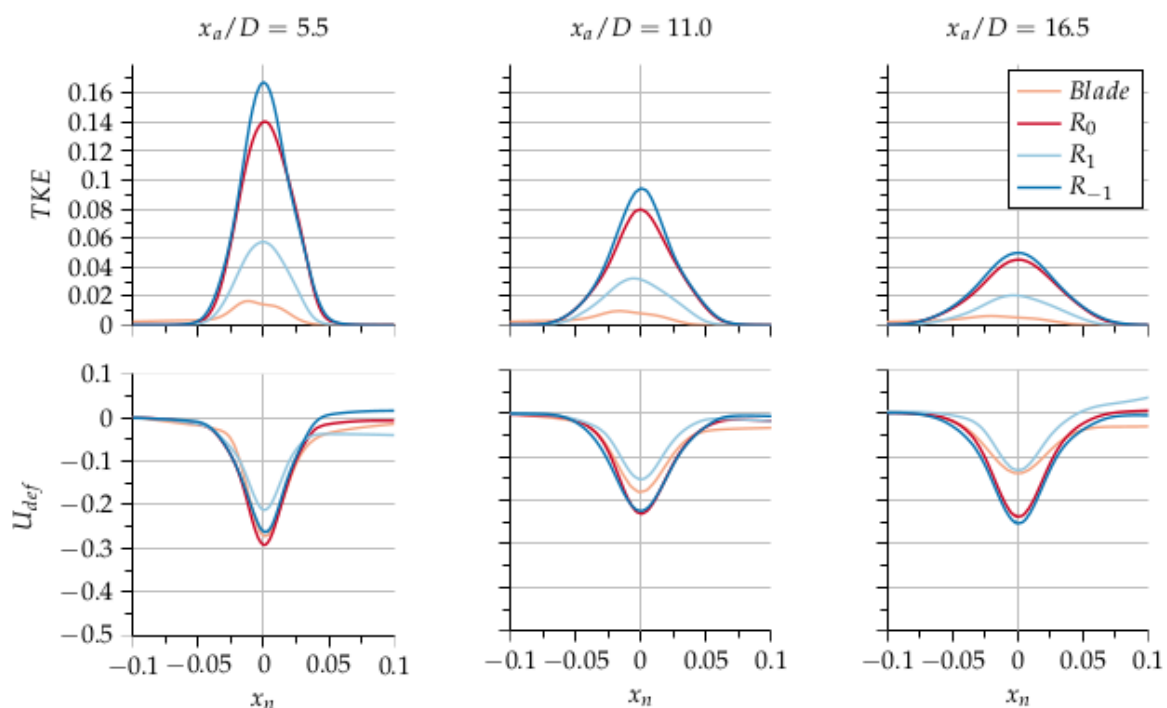 x_a/D = 5.5
x_a/D = 11.0
x_a/D = 16.5
TKE
0.16
0.14
0.12
0.1
0.08
0.06
0.04
0.02
0
Blade
R_0
R_1
R_{-1}
U_{def}
0.1
0
−0.1
−0.2
−0.3
−0.4
−0.5
−0.1 −0.05 0 0.05 0.1
−0.1 −0.05 0 0.05 0.1
−0.1 −0.05 0 0.05 0.1
x_n
x_n
x_n